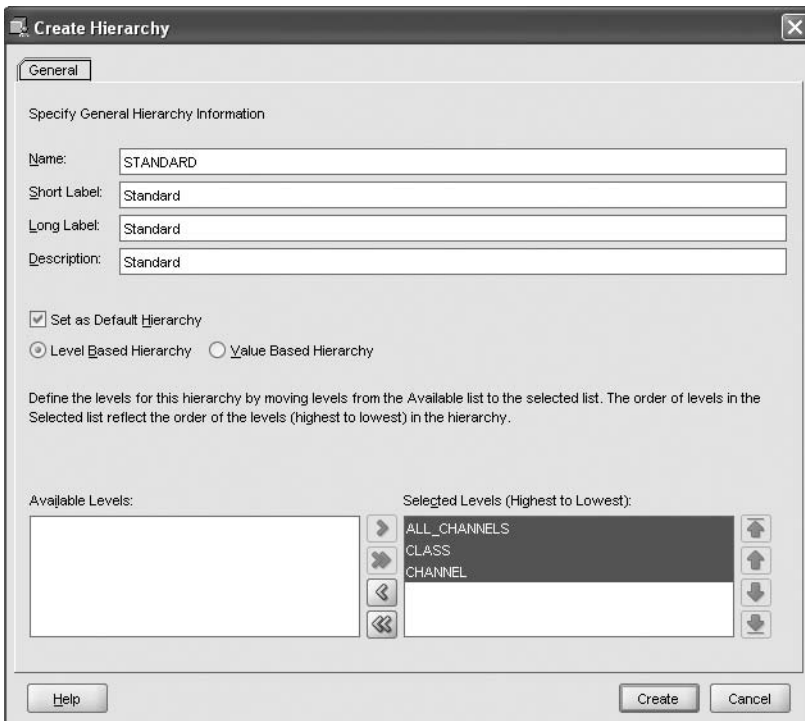 Create Hierarchy
General
Specify General Hierarchy Information
Name: STANDARD
Short Label: Standard
Long Label: Standard
Description: Standard
Set as Default Hierarchy
Level Based Hierarchy Value Based Hierarchy
Define the levels for this hierarchy by moving levels from the Available list to the selected list. The order of levels in the
Selected list reflect the order of the levels (highest to lowest) in the hierarchy.
Available Levels:
Selected Levels (Highest to Lowest):
ALL_CHANNELS
CLASS
CHANNEL
Help
Create
Cancel